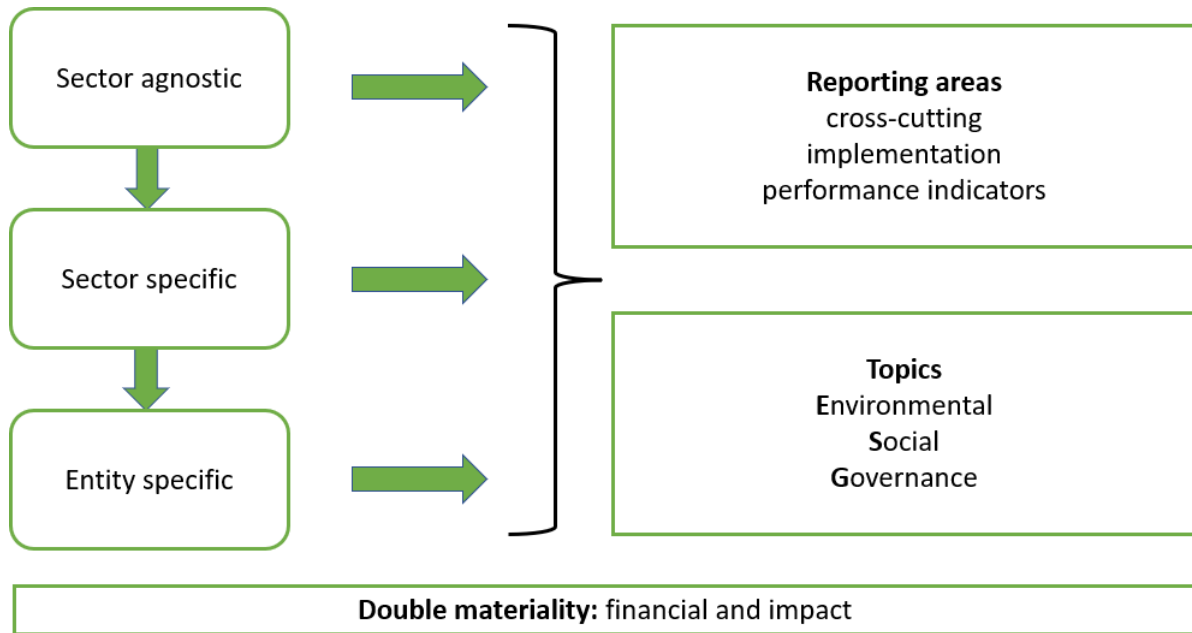 Sector agnostic
Sector specific
Entity specific
Reporting areas
cross-cutting
implementation
performance indicators
Topics
Environmental
Social
Governance
Double materiality: financial and impact